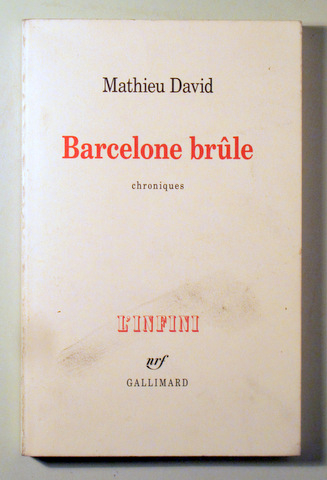 Mathieu David
Barcelone brûle
chroniques
L'INFINI
nrf
GALLIMARD